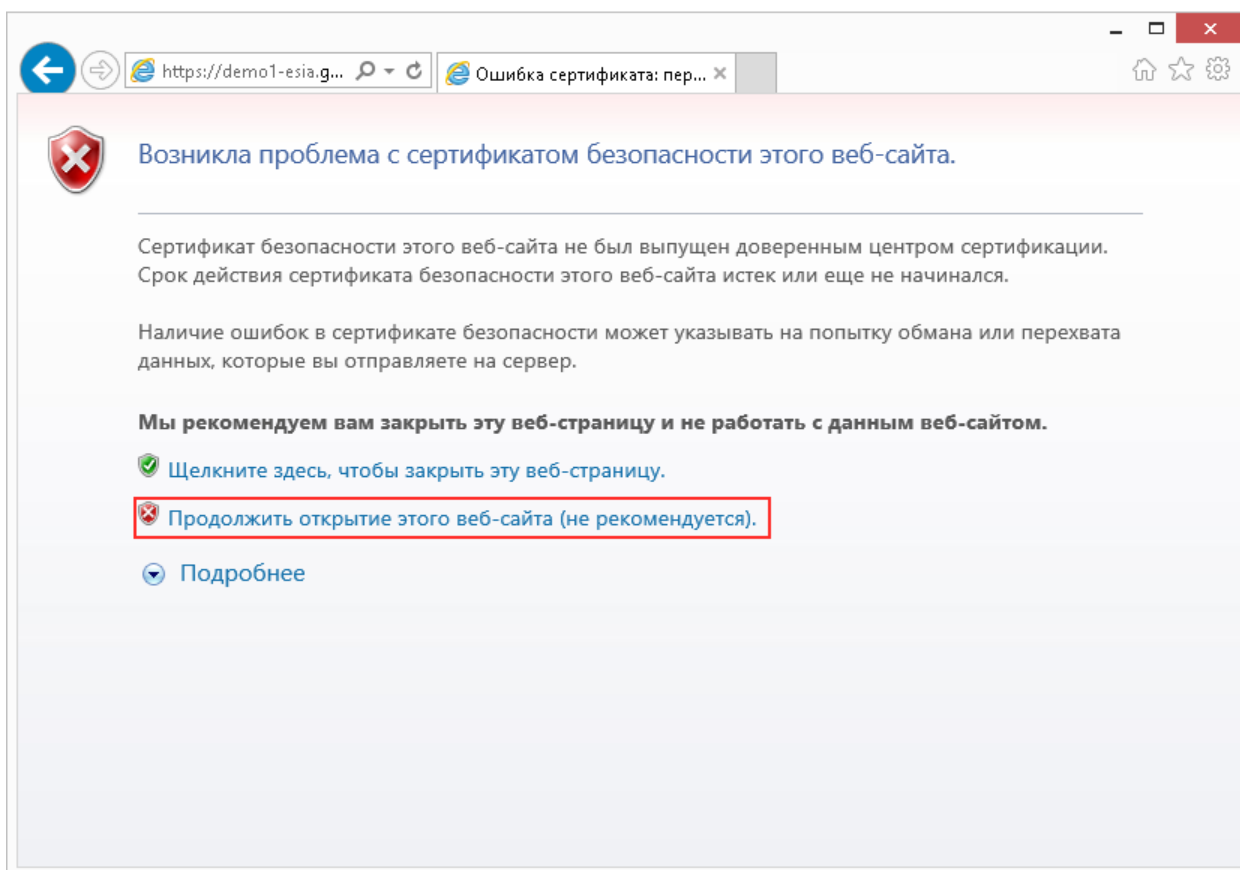 https://demo1-esia.g...
Ошибка сертификата: пер...
Возникла проблема с сертификатом безопасности этого веб-сайта.
Сертификат безопасности этого веб-сайта не был выпущен доверенным центром сертификации.
Срок действия сертификата безопасности этого веб-сайта истек или еще не начинался.
Наличие ошибок в сертификате безопасности может указывать на попытку обмана или перехвата
данных, которые вы отправляете на сервер.
Мы рекомендуем вам закрыть эту веб-страницу и не работать с данным веб-сайтом.
Щелкните здесь, чтобы закрыть эту веб-страницу.
Продолжить открытие этого веб-сайта (не рекомендуется).
Подробнее